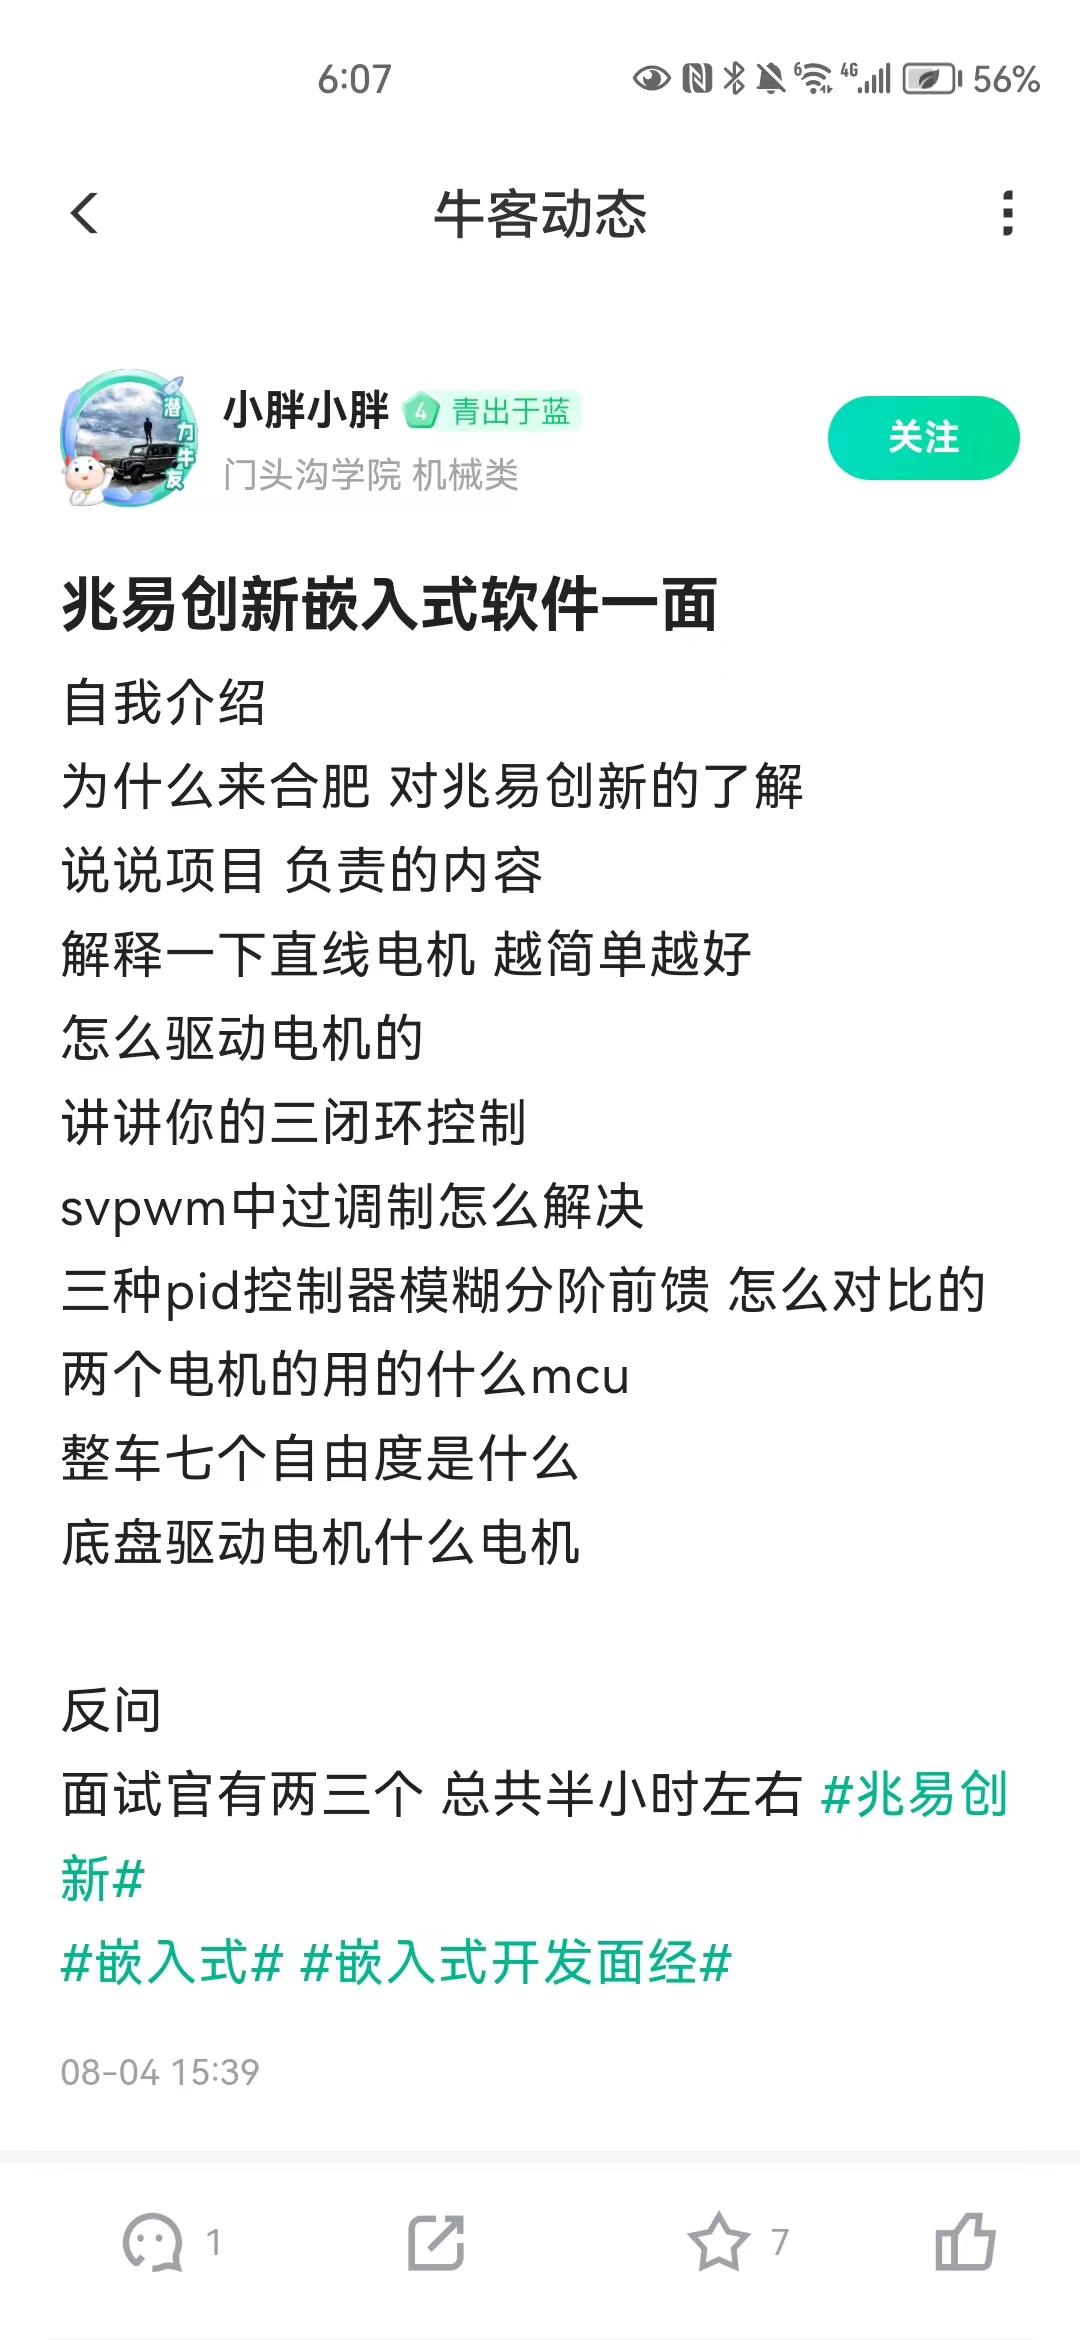 6:07
6 4G 56%
牛客动态
潜力牛友
小胖小胖 4 青出于蓝
关注
门头沟学院 机械类
兆易创新嵌入式软件一面
自我介绍
为什么来合肥 对兆易创新的了解
说说项目 负责的内容
解释一下直线电机 越简单越好
怎么驱动电机的
讲讲你的三闭环控制
svpwm中过调制怎么解决
三种pid控制器模糊分阶前馈 怎么对比的
两个电机的用的什么mcu
整车七个自由度是什么
底盘驱动电机什么电机
反问
面试官有两三个 总共半小时左右 #兆易创
新#
#嵌入式# #嵌入式开发面经#
08-04 15:39
1
7